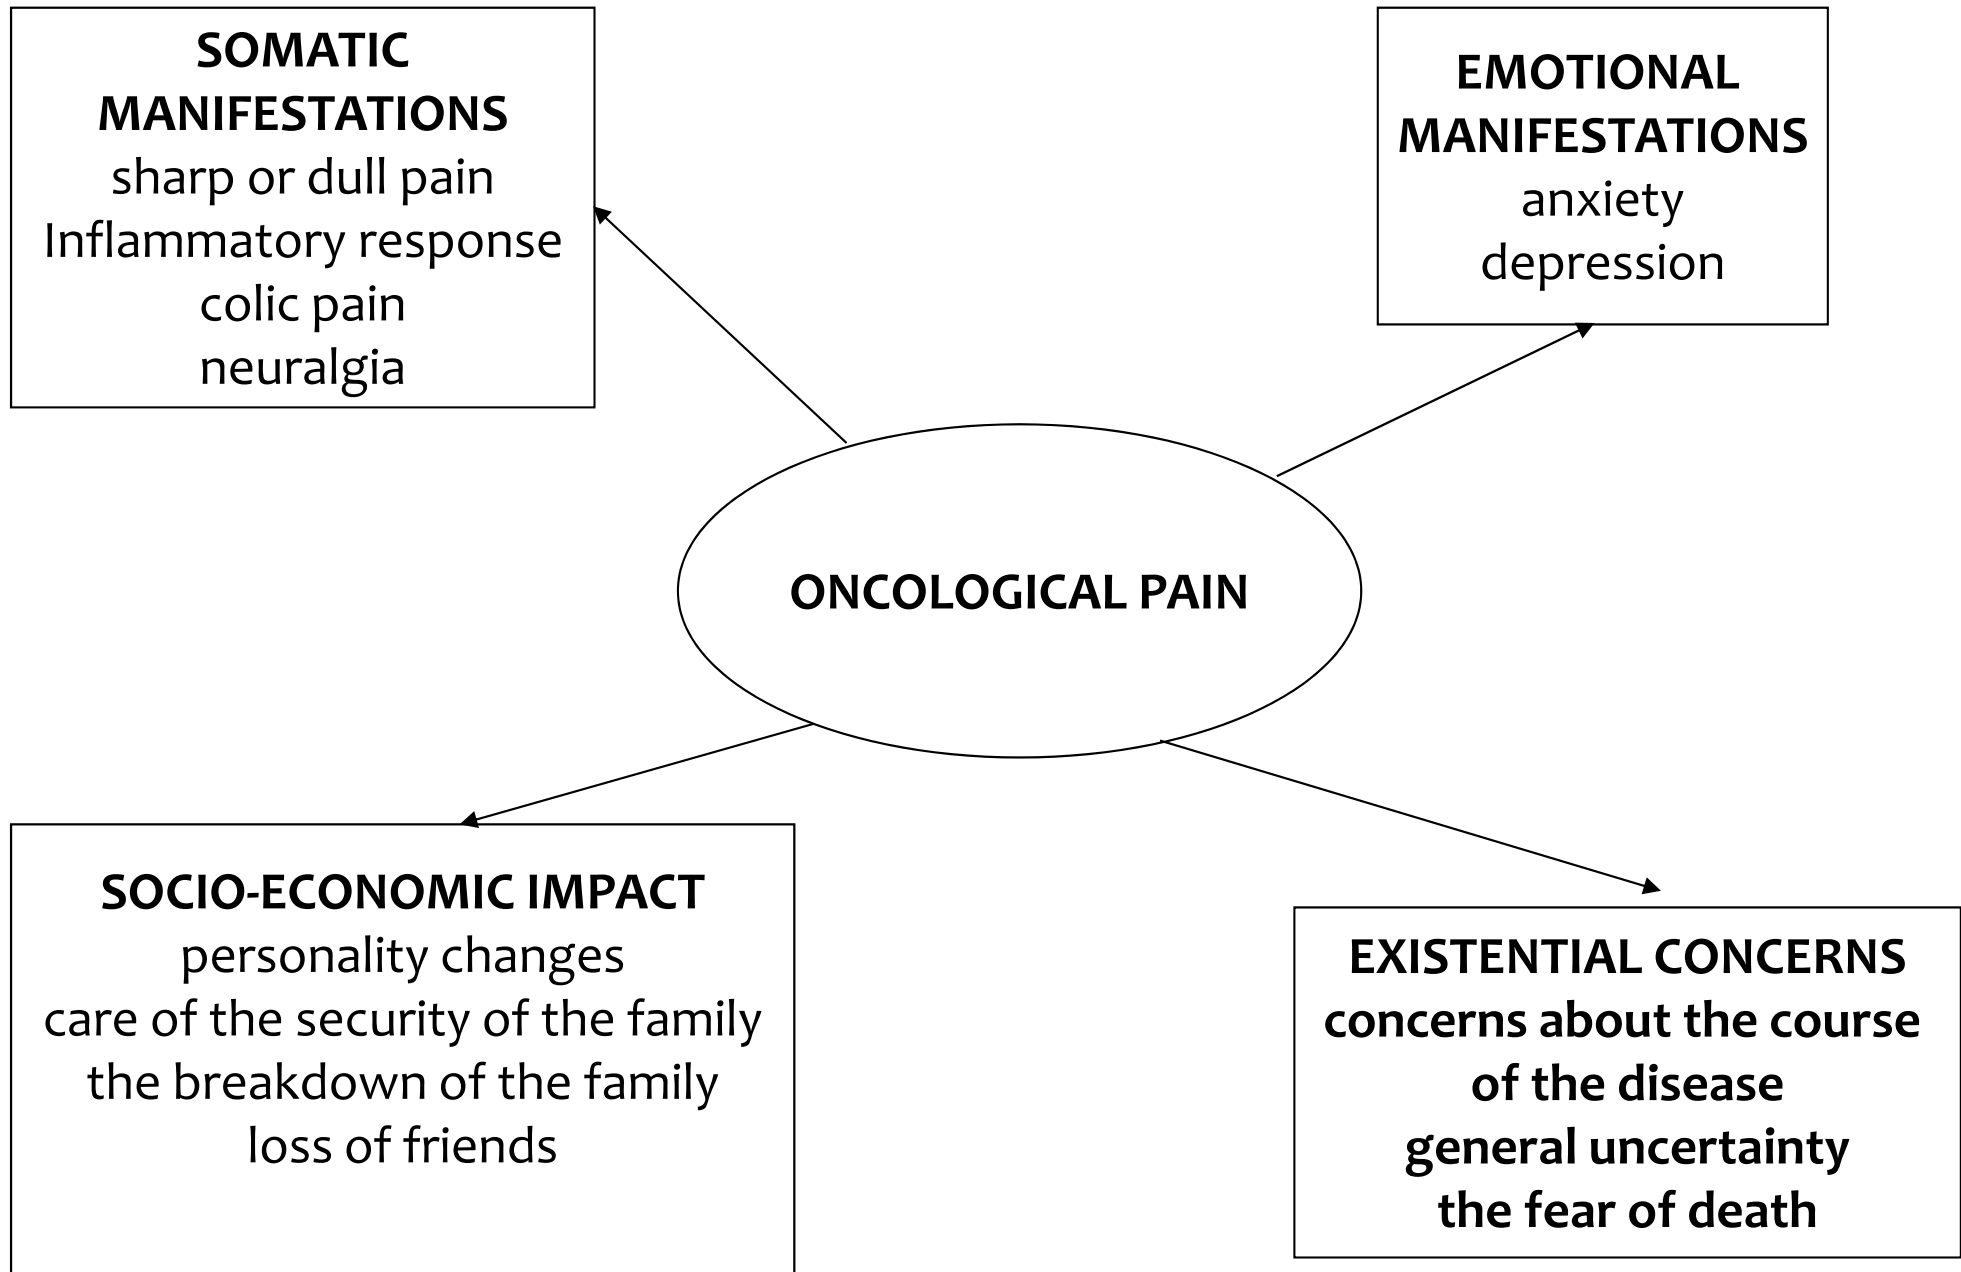 SOMATIC
MANIFESTATIONS
sharp or dull pain
Inflammatory response
colic pain
neuralgia
EMOTIONAL
MANIFESTATIONS
anxiety
depression
ONCOLOGICAL PAIN
SOCIO-ECONOMIC IMPACT
personality changes
care of the security of the family
the breakdown of the family
loss of friends
EXISTENTIAL CONCERNS
concerns about the course
of the disease
general uncertainty
the fear of death